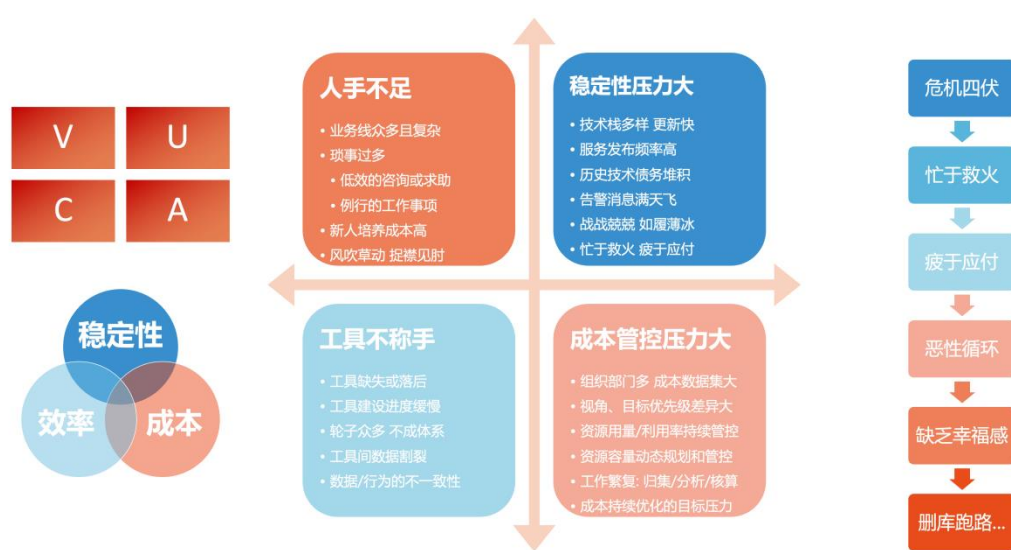 V
U
C
A
稳定性
效率
成本
人手不足
• 业务线众多且复杂
• 琐事过多
• 低效的咨询或求助
• 例行的工作事项
• 新人培养成本高
• 风吹草动 捉襟见肘
稳定性压力大
• 技术栈多样 更新快
• 服务发布频率高
• 历史技术债务堆积
• 告警消息满天飞
• 战战兢兢 如履薄冰
• 忙于救火 疲于应付
工具不称手
• 工具缺失或落后
• 工具建设进度缓慢
• 轮子众多 不成体系
• 工具间数据割裂
• 数据/行为的不一致性
成本管控压力大
• 组织部门多 成本数据集大
• 视角、目标优先级差异大
• 资源用量/利用率持续管控
• 资源容量动态规划和管控
• 工作繁复: 归集/分析/核算
• 成本持续优化的目标压力
危机四伏
忙于救火
疲于应付
恶性循环
缺乏幸福感
删库跑路...